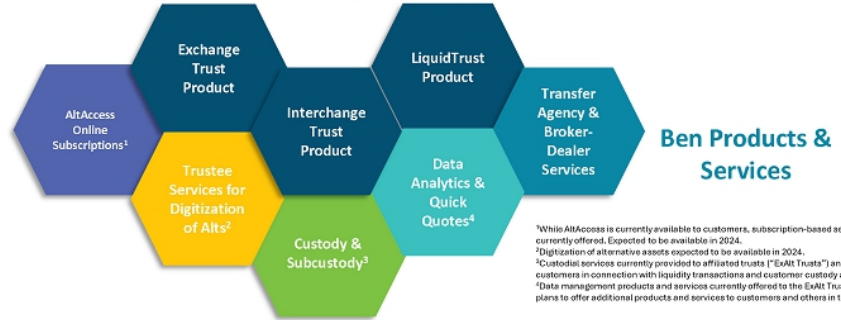 Exchange
Trust
Product
LiquidTrust
Product
AltAccess
Online
Subscriptions¹
Interchange
Trust
Product
Transfer
Agency &
Broker-
Dealer
Services
Trustee
Services for
Digitization
of Alts²
Data
Analytics &
Quick
Quotes⁴
Custody &
Subcustody³
Ben Products &
Services
¹While AltAccess is currently available to customers, subscription-based se
currently offered. Expected to be available in 2024.
²Digitization of alternative assets expected to be available in 2024.
³Custodial services currently provided to affiliated trusts ("ExAlt Trusts") an
customers in connection with liquidity transactions and customer custody a
⁴Data management products and services currently offered to the ExAlt Trus
plans to offer additional products and services to customers and others in t